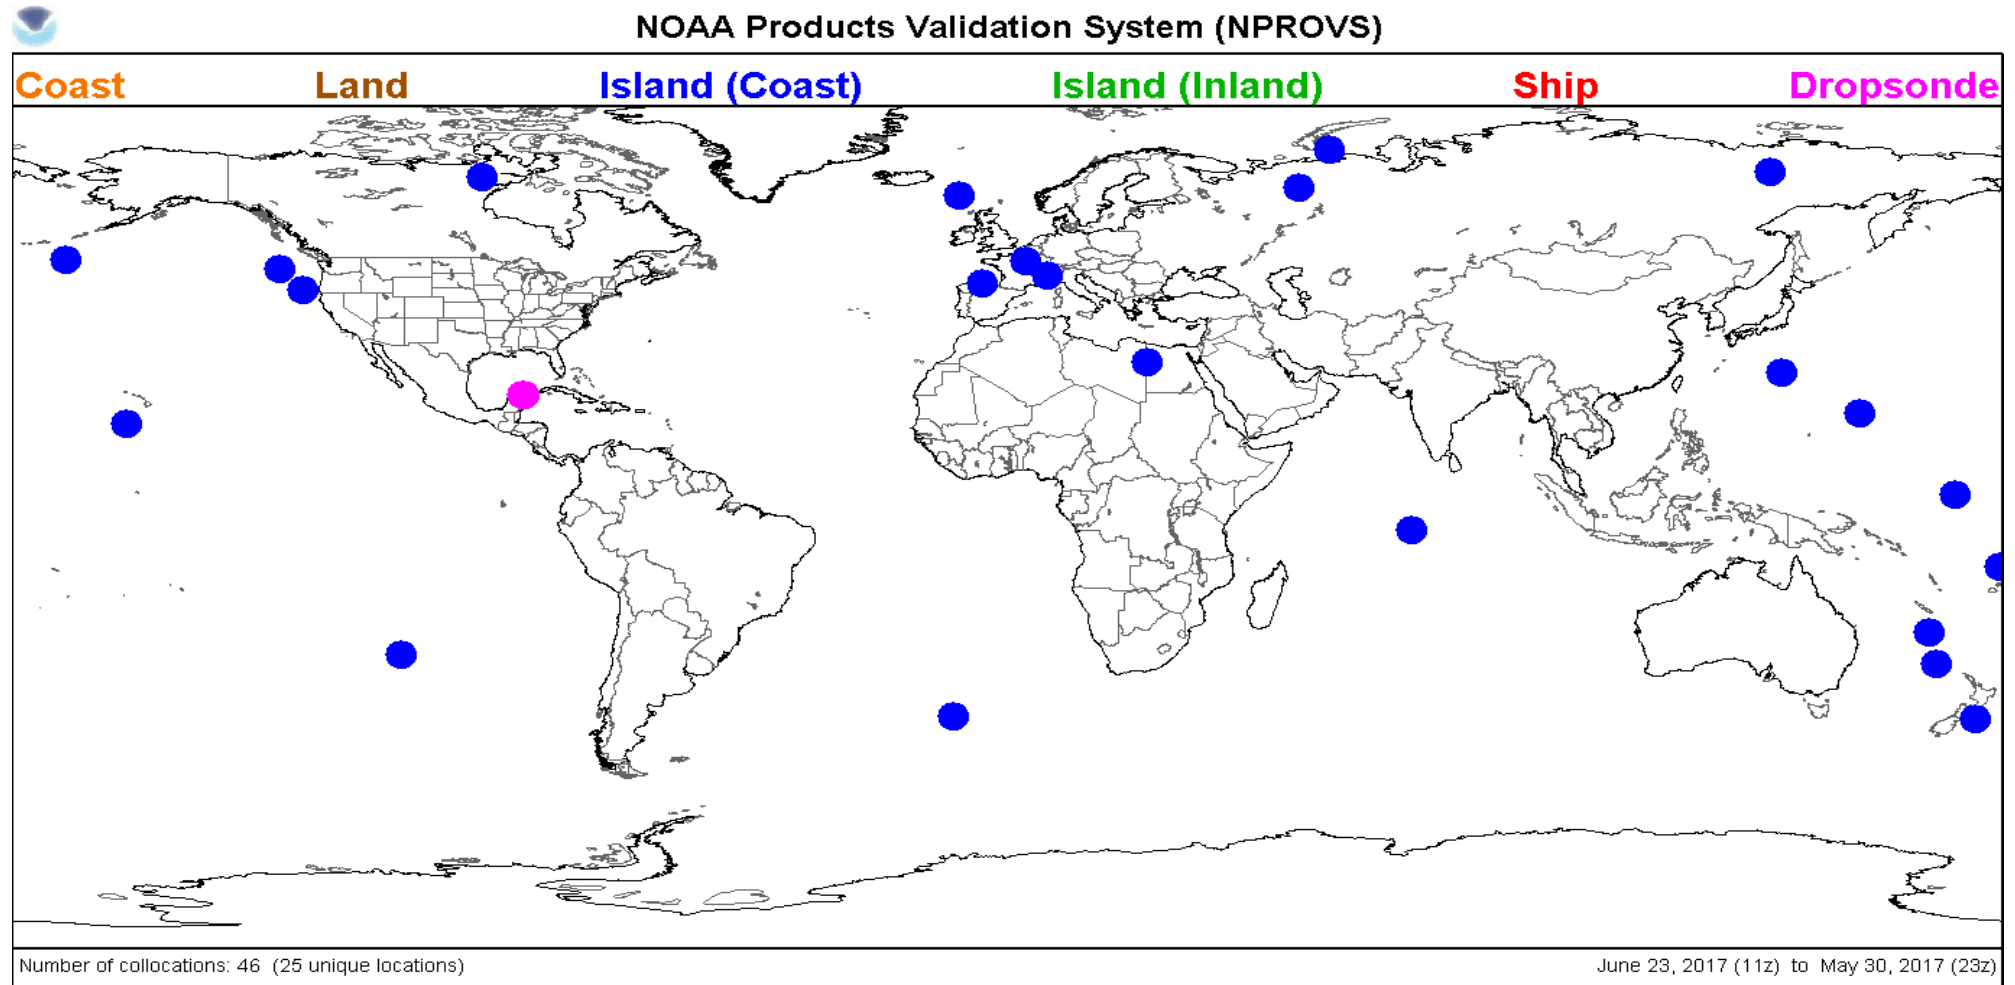 NOAA Products Validation System (NPROVS)
Coast Land Island (Coast) Island (Inland) Ship Dropsonde
Number of collocations: 46 (25 unique locations) June 23, 2017 (11z) to May 30, 2017 (23z)